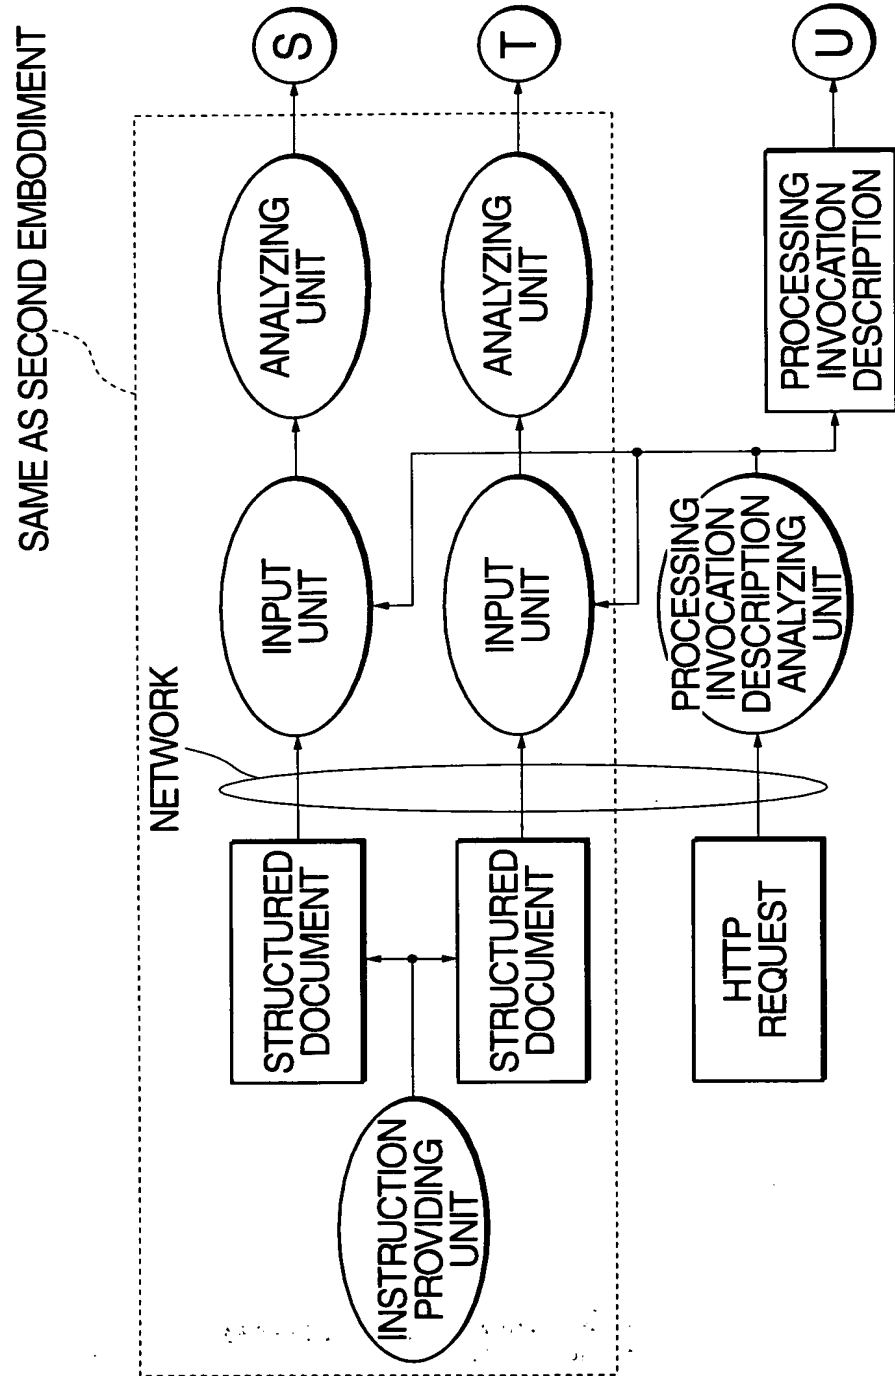 SAME AS SECOND EMBODIMENT
NETWORK
INSTRUCTION
PROVIDING
UNIT
STRUCTURED
DOCUMENT
INPUT
UNIT
ANALYZING
UNIT
S
STRUCTURED
DOCUMENT
INPUT
UNIT
ANALYZING
UNIT
T
HTTP
REQUEST
PROCESSING
INVOCATION
DESCRIPTION
ANALYZING
UNIT
PROCESSING
INVOCATION
DESCRIPTION
U